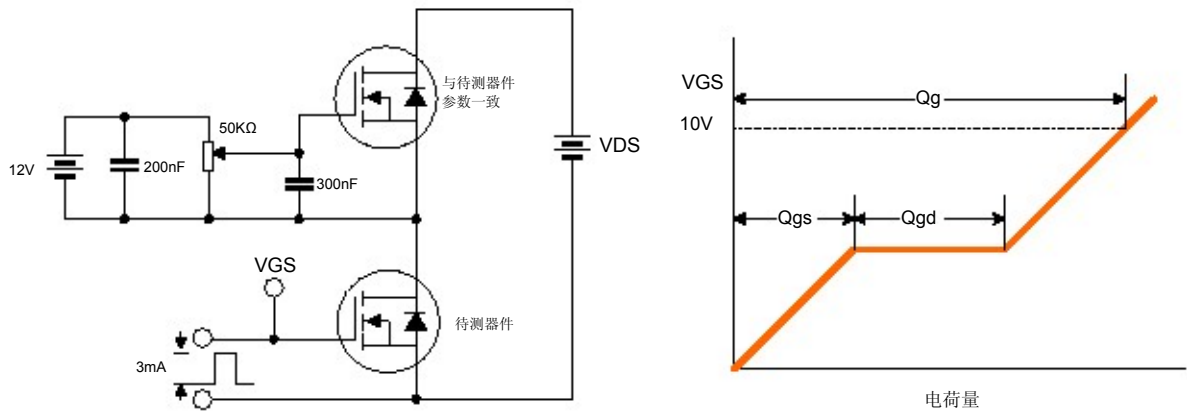 与待测器件
参数一致
50KΩ
12V
200nF
300nF
VDS
VGS
待测器件
3mA
VGS
Qg
10V
Qgs
Qgd
电荷量